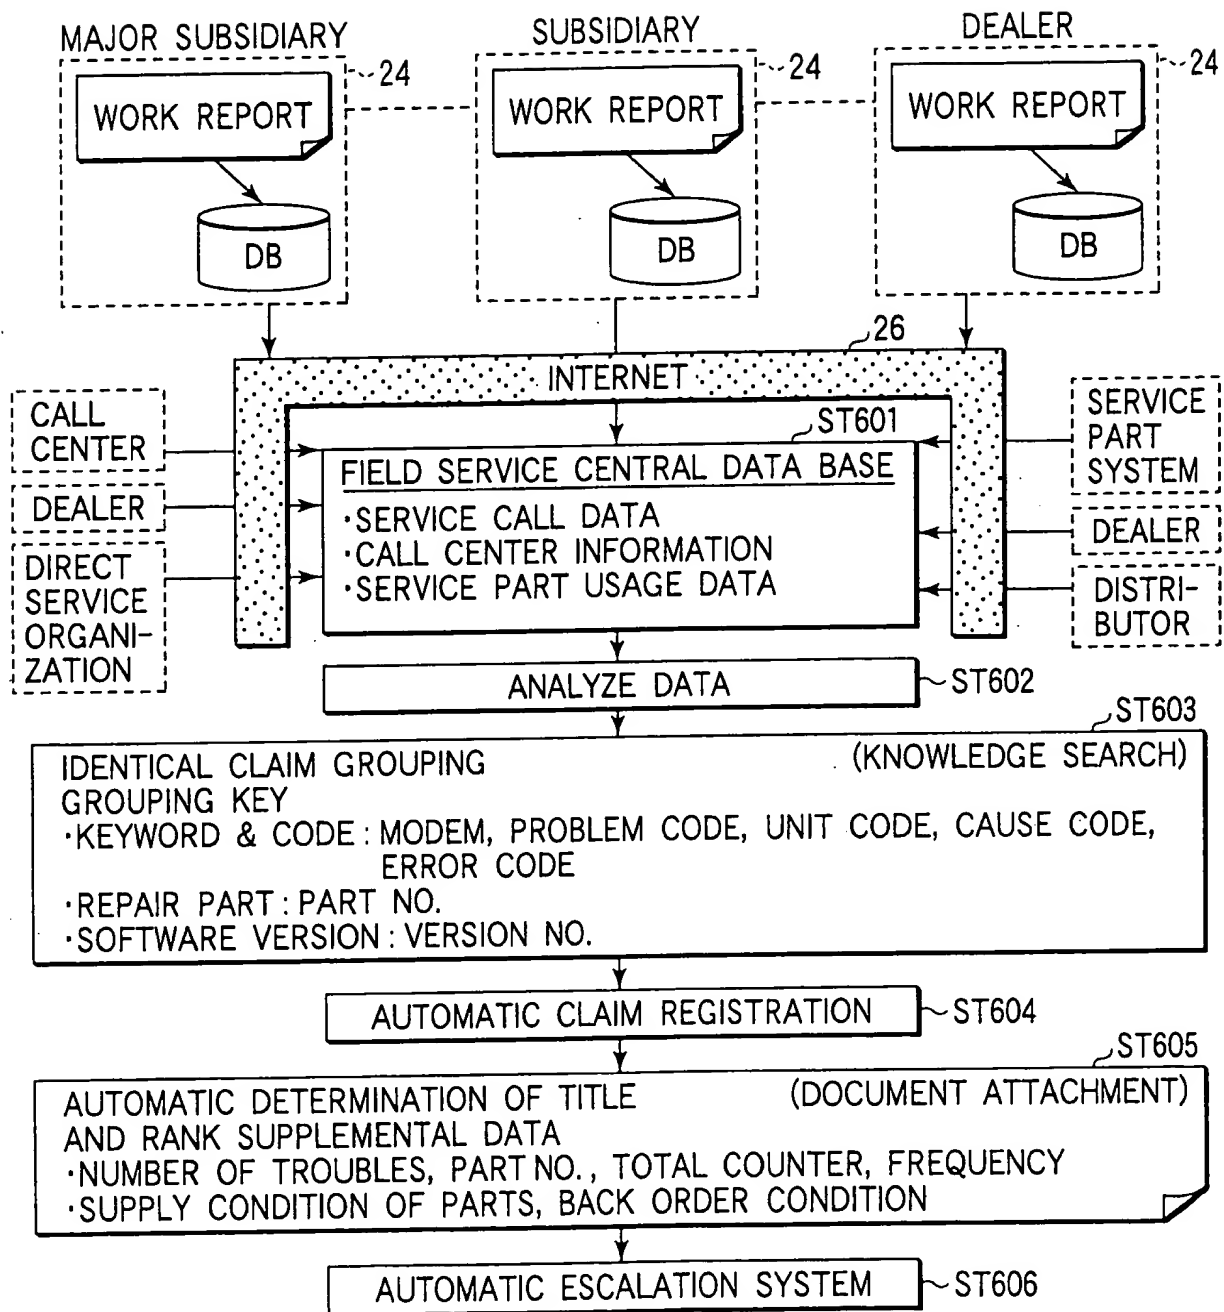 MAJOR SUBSIDIARY
SUBSIDIARY
DEALER
24
24
24
WORK REPORT
WORK REPORT
WORK REPORT
DB
DB
DB
26
INTERNET
CALL
CENTER
DEALER
DIRECT
SERVICE
ORGANI-
ZATION
ST601
FIELD SERVICE CENTRAL DATA BASE
·SERVICE CALL DATA
·CALL CENTER INFORMATION
·SERVICE PART USAGE DATA
SERVICE
PART
SYSTEM
DEALER
DISTRI-
BUTOR
ANALYZE DATA
ST602
ST603
IDENTICAL CLAIM GROUPING (KNOWLEDGE SEARCH)
GROUPING KEY
·KEYWORD & CODE : MODEM, PROBLEM CODE, UNIT CODE, CAUSE CODE,
ERROR CODE
·REPAIR PART : PART NO.
·SOFTWARE VERSION : VERSION NO.
AUTOMATIC CLAIM REGISTRATION
ST604
ST605
AUTOMATIC DETERMINATION OF TITLE (DOCUMENT ATTACHMENT)
AND RANK SUPPLEMENTAL DATA
·NUMBER OF TROUBLES, PART NO., TOTAL COUNTER, FREQUENCY
·SUPPLY CONDITION OF PARTS, BACK ORDER CONDITION
AUTOMATIC ESCALATION SYSTEM
ST606